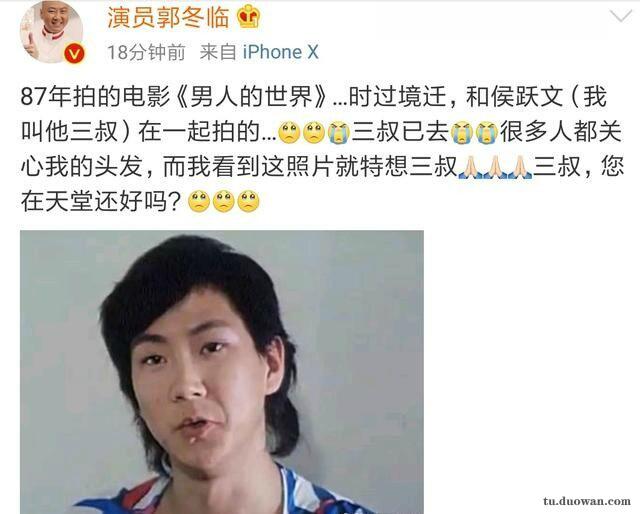 演员郭冬临
18分钟前 来自 iPhone X
87年拍的电影《男人的世界》...时过境迁，和侯跃文（我
叫他三叔）在一起拍的...三叔已去很多人都关
心我的头发，而我看到这照片就特想三叔三叔，您
在天堂还好吗？
tu.duowan.com